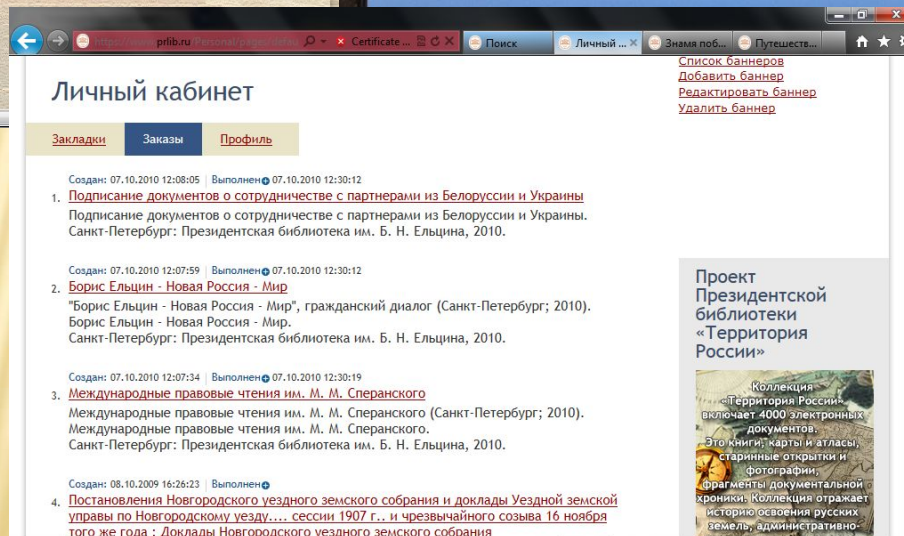 prlib.ru
Certificate ...
Поиск
Личный ...
Знамя поб...
Путешеств...
Список баннеров
Добавить баннер
Редактировать баннер
Удалить баннер
Личный кабинет
Закладки
Заказы
Профиль
Создан: 07.10.2010 12:08:05 | Выполнен 07.10.2010 12:30:12
1. Подписание документов о сотрудничестве с партнерами из Белоруссии и Украины
Подписание документов о сотрудничестве с партнерами из Белоруссии и Украины.
Санкт-Петербург: Президентская библиотека им. Б. Н. Ельцина, 2010.
Создан: 07.10.2010 12:07:59 | Выполнен 07.10.2010 12:30:12
2. Борис Ельцин - Новая Россия - Мир
"Борис Ельцин - Новая Россия - Мир", гражданский диалог (Санкт-Петербург; 2010).
Борис Ельцин - Новая Россия - Мир.
Санкт-Петербург: Президентская библиотека им. Б. Н. Ельцина, 2010.
Создан: 07.10.2010 12:07:34 | Выполнен 07.10.2010 12:30:19
3. Международные правовые чтения им. М. М. Сперанского
Международные правовые чтения им. М. М. Сперанского (Санкт-Петербург; 2010).
Международные правовые чтения им. М. М. Сперанского.
Санкт-Петербург: Президентская библиотека им. Б. Н. Ельцина, 2010.
Создан: 08.10.2009 16:26:23 | Выполнен
4. Постановления Новгородского уездного земского собрания и доклады Уездной земской
управы по Новгородскому уезду.... сессии 1907 г.. и чрезвычайного созыва 16 ноября
того же года : Доклады Новгородского уездного земского собрания
Проект
Президентской
библиотеки
«Территория
России»
Коллекция
«Территория России»
включает 4000 электронных
документов.
Это книги, карты и атласы,
старинные открытки и
фотографии,
фрагменты документальной
хроники. Коллекция отражает
историю освоения русских
земель, административно-